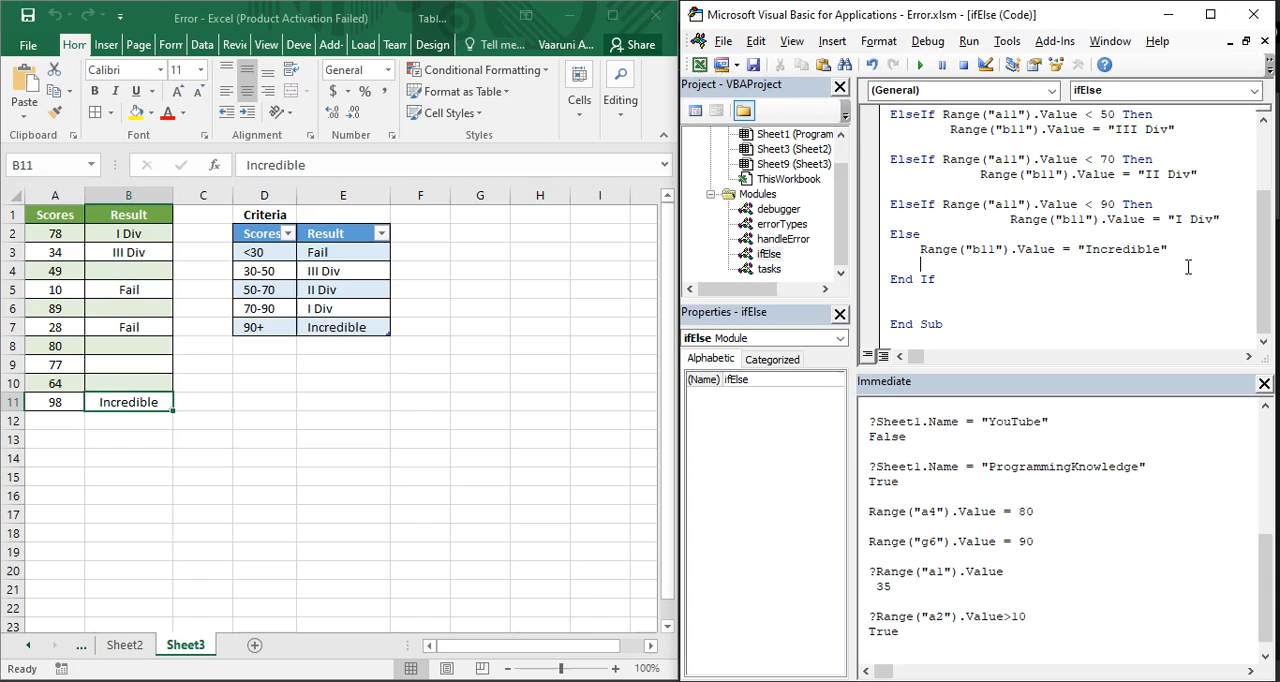 Error - Excel (Product Activation Failed)
Tabl...
File
Hor
Inser
Page
Forr
Data
Revi
View
Deve
Add-
Load
Tean
Design
Tell me...
Vaaruni A...
Share
Paste
Calibri
11
General
Conditional Formatting
B I U
Format as Table
Cell Styles
Cells
Editing
Clipboard
Font
Alignment
Number
Styles
B11
Incredible
A B C D E F G H I
1 Scores Result Criteria
2 78 I Div Scores Result
3 34 III Div <30 Fail
4 49 30-50 III Div
5 10 Fail 50-70 II Div
6 89 70-90 I Div
7 28 Fail 90+ Incredible
8 80
9 77
10 64
11 98 Incredible
12
13
14
15
16
17
18
19
20
21
22
23
... Sheet2 Sheet3
Ready
100%
Microsoft Visual Basic for Applications - Error.xlsm - [ifElse (Code)]
File Edit View Insert Format Debug Run Tools Add-Ins Window Help
Project - VBAProject
Sheet1 (Program
Sheet3 (Sheet2)
Sheet9 (Sheet3)
ThisWorkbook
Modules
debugger
errorTypes
handleError
ifElse
tasks
Properties - ifElse
ifElse Module
Alphabetic Categorized
(Name) ifElse
(General)
ifElse
ElseIf Range("a11").Value < 50 Then
Range("b11").Value = "III Div"
ElseIf Range("a11").Value < 70 Then
Range("b11").Value = "II Div"
ElseIf Range("a11").Value < 90 Then
Range("b11").Value = "I Div"
Else
Range("b11").Value = "Incredible"
End If
End Sub
Immediate
?Sheet1.Name = "YouTube"
False
?Sheet1.Name = "ProgrammingKnowledge"
True
Range("a4").Value = 80
Range("g6").Value = 90
?Range("a1").Value
35
?Range("a2").Value>10
True